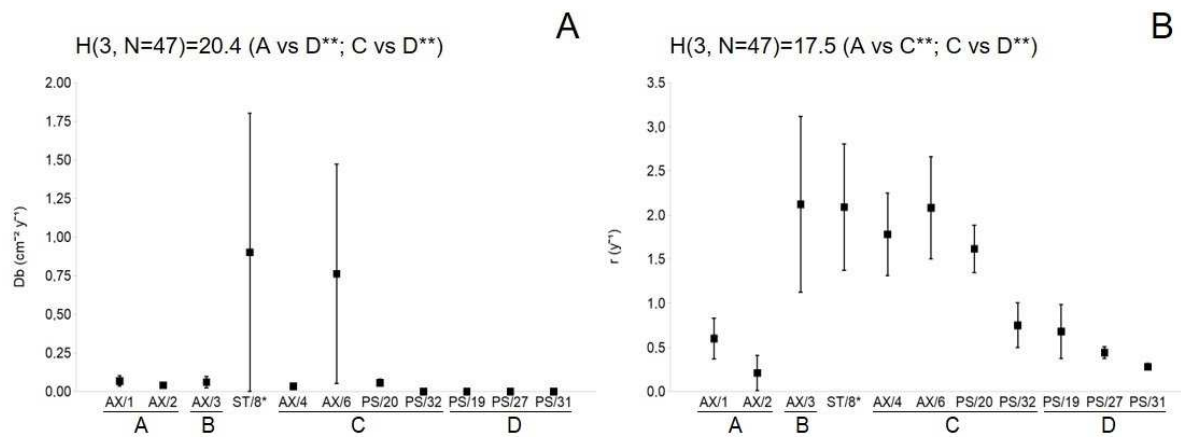 A
H(3, N=47)=20.4 (A vs D**; C vs D**)
2.00
1.75
1.50
1.25
1.00
0.75
0.50
0.25
0.00
Db (cm⁻² y⁻¹)
AX/1 AX/2 AX/3 ST/8* AX/4 AX/6 PS/20 PS/32 PS/19 PS/27 PS/31
A B C D
B
H(3, N=47)=17.5 (A vs C**; C vs D**)
3.5
3.0
2.5
2.0
1.5
1.0
0.5
0.0
r (y⁻¹)
AX/1 AX/2 AX/3 ST/8* AX/4 AX/6 PS/20 PS/32 PS/19 PS/27 PS/31
A B C D